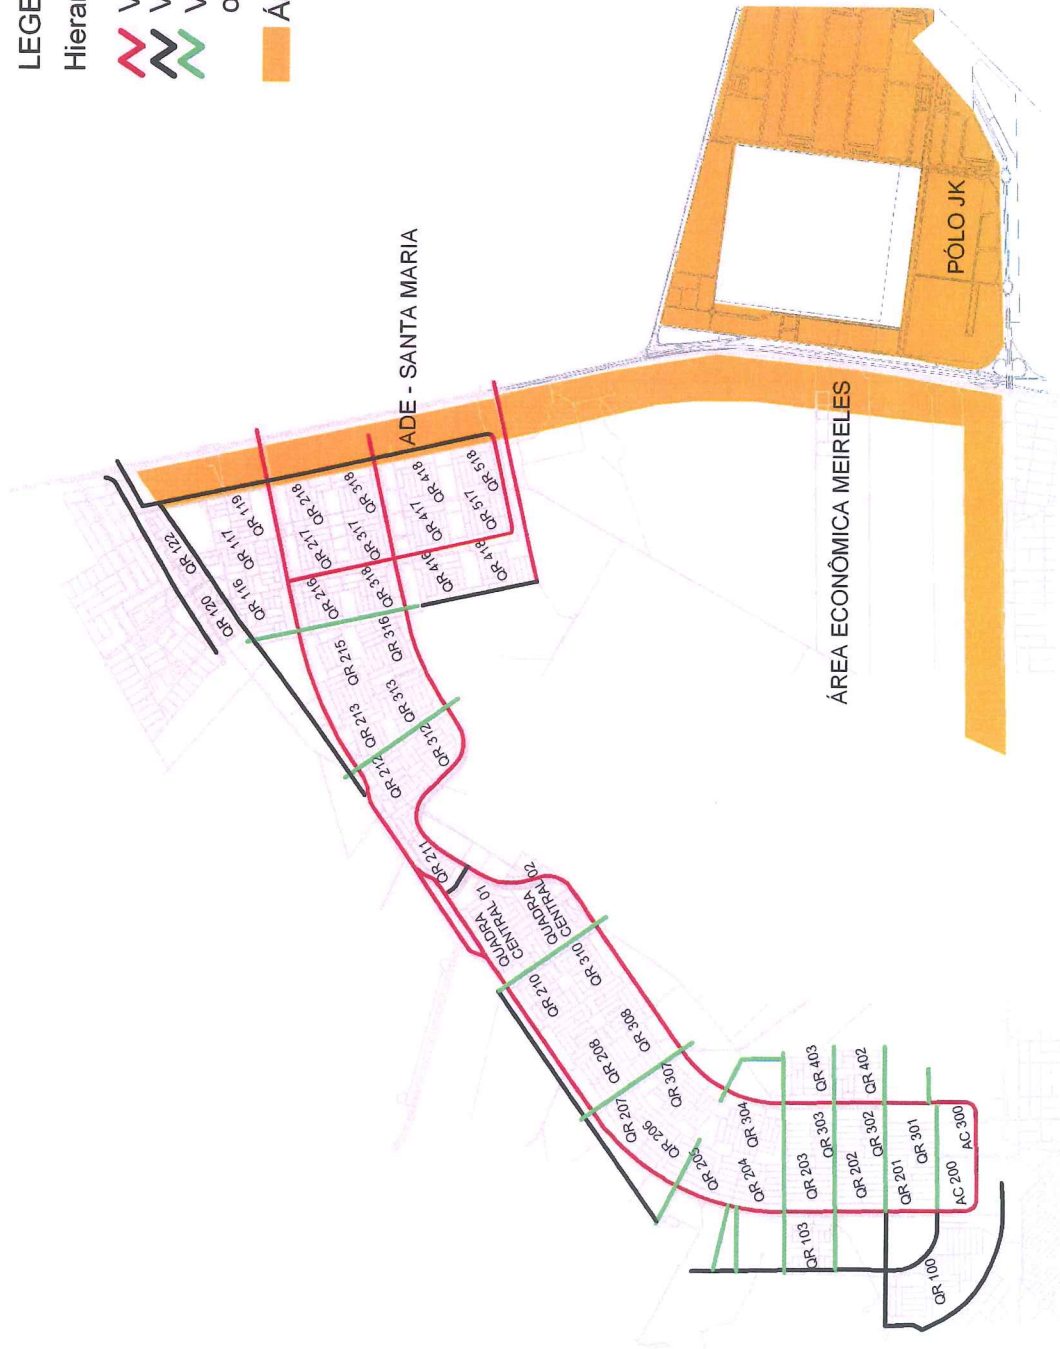 LEGE
Hierar
V
V
V
o
Á
PÓLO JK
ADE - SANTA MARIA
ÁREA ECONÔMICA MEIRELES
QR 122
QR 120
QR 119
QR 117
QR 116
QR 218
QR 217
QR 216
QR 318
QR 317
QR 318
QR 316
QR 418
QR 417
QR 416
QR 518
QR 517
QR 418
QR 215
QR 213
QR 212
QR 313
QR 312
QR 211
QUADRA
CENTRAL 01
QUADRA
CENTRAL 02
QR 210
QR 310
QR 208
QR 308
QR 207
QR 206
QR 307
QR 205
QR 204
QR 304
QR 103
QR 203
QR 303
QR 403
QR 202
QR 302
QR 402
QR 201
QR 301
QR 100
AC 200
AC 300